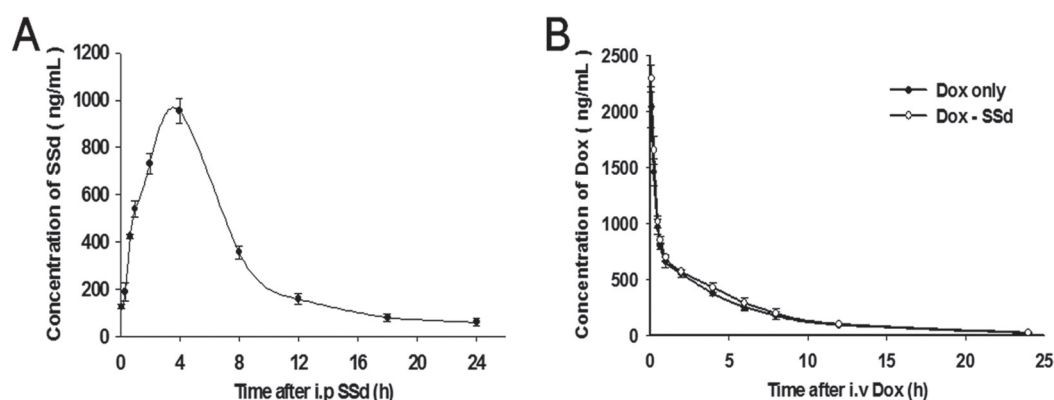 A
Concentration of SSd ( ng/mL )
1200
1000
800
600
400
200
0
0 4 8 12 16 20 24
Time after i.p SSd (h)
B
Concentration of Dox ( ng/mL )
2500
2000
1500
1000
500
0
0 5 10 15 20 25
Time after i.v Dox (h)
Dox only
Dox - SSd